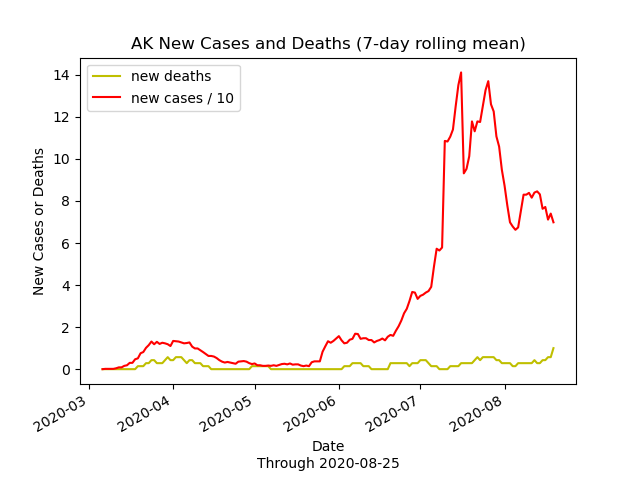 AK New Cases and Deaths (7-day rolling mean)
new deaths
new cases / 10
New Cases or Deaths
14
12
10
8
6
4
2
0
2020-03
2020-04
2020-05
2020-06
2020-07
2020-08
Date
Through 2020-08-25